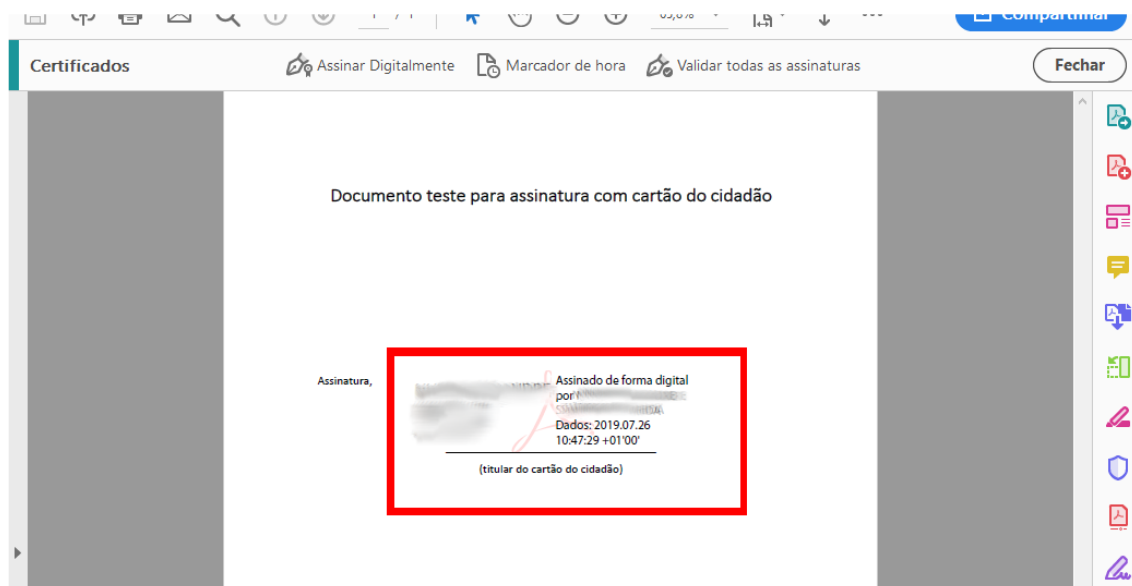 1 / 1
Compartilhar
Certificados
Assinar Digitalmente
Marcador de hora
Validar todas as assinaturas
Fechar
Documento teste para assinatura com cartão do cidadão
Assinatura,
Assinado de forma digital
por
Dados: 2019.07.26
10:47:29 +01'00'
(titular do cartão do cidadão)